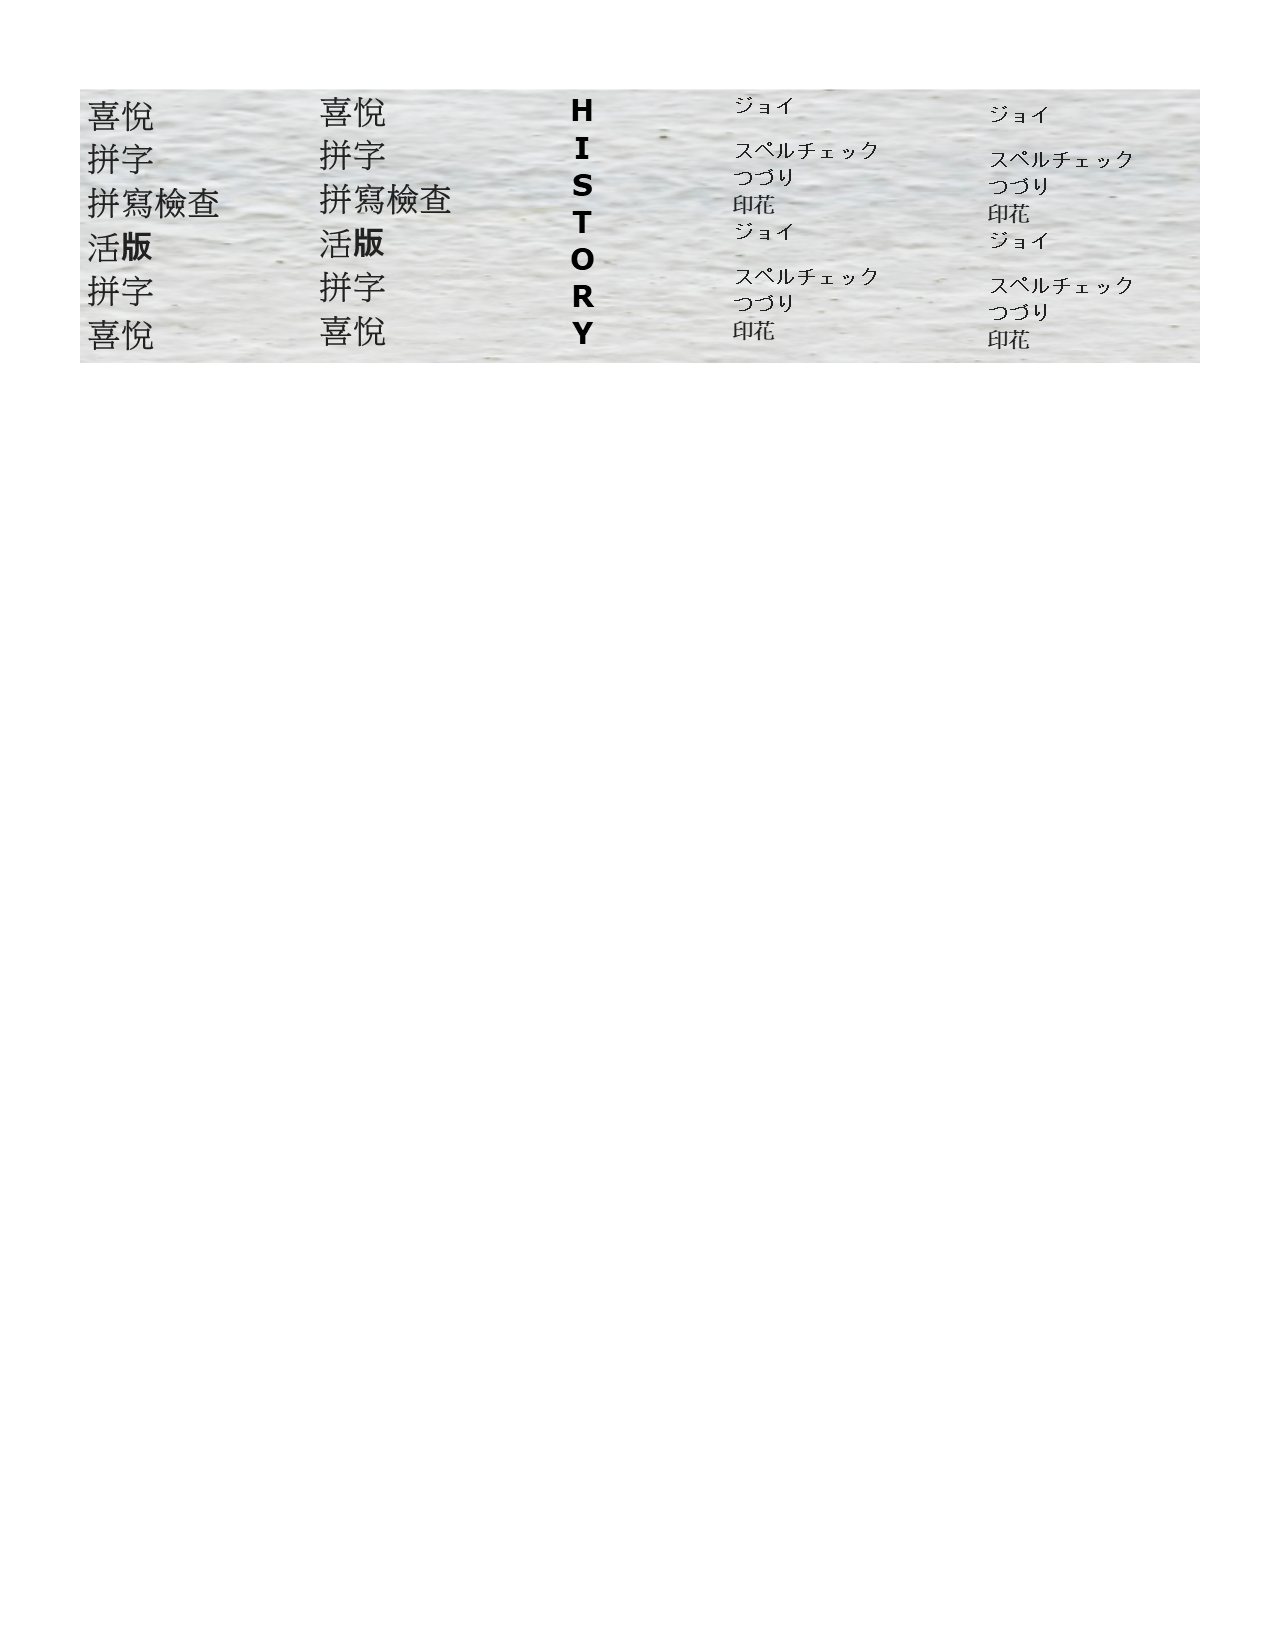 喜悅
拼字
拼寫檢查
活版
拼字
喜悅
喜悅
拼字
拼寫檢查
活版
拼字
喜悅
H
I
S
T
O
R
Y
ジョイ
スペルチェック
つづり
印花
ジョイ
スペルチェック
つづり
印花
ジョイ
スペルチェック
つづり
印花
ジョイ
スペルチェック
つづり
印花